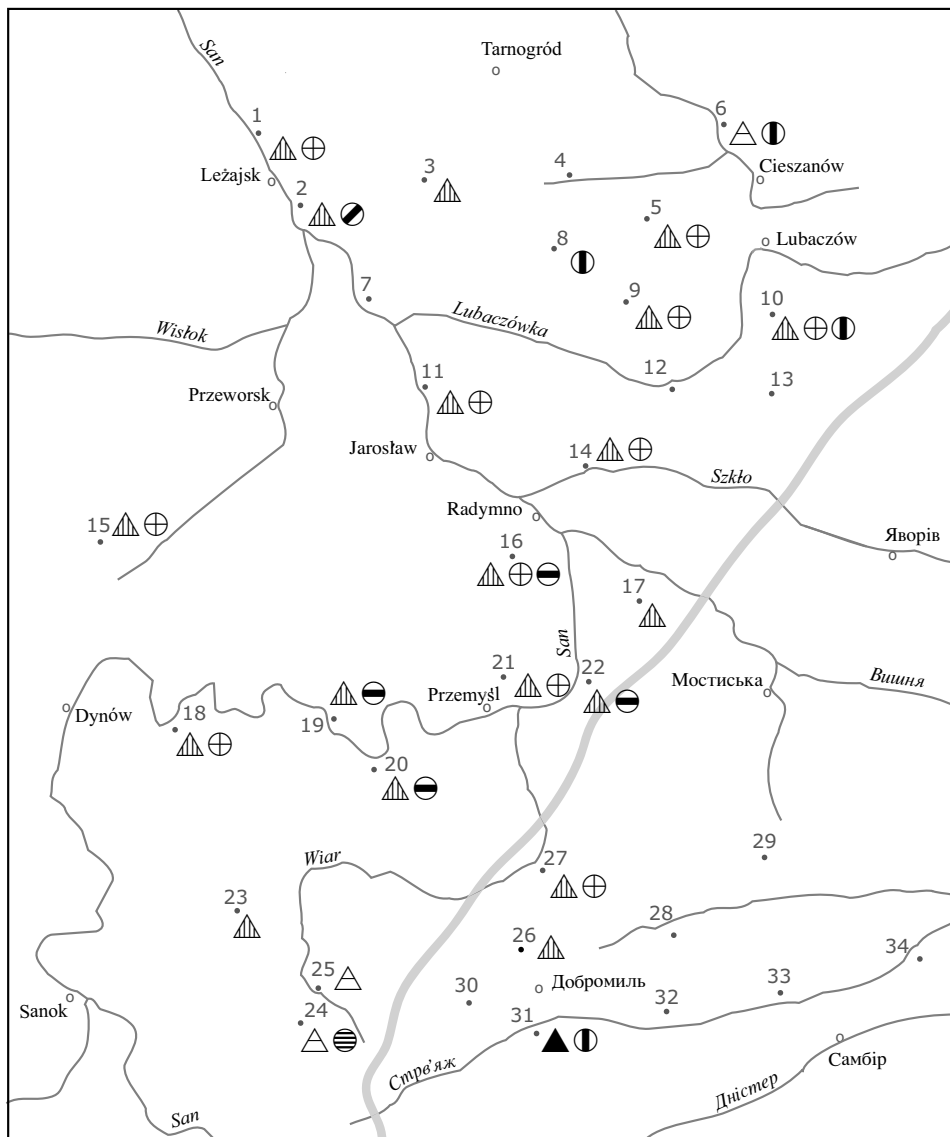 San
Tarnogród
1
6
Leżajsk
2
3
4
Cieszanów
5
8
Lubaczów
7
9
10
Wisłok
Lubaczówka
11
12
13
Przeworsk
Jarosław
14
Szkło
Radymno
15
16
Яворів
17
San
21
22
Przemyśl
Мостиська
Вишня
Dynów
18
19
20
Wiar
27
29
23
28
26
34
25
Добромиль
33
Sanok
30
24
31
32
Стрв'яж
Самбір
San
Дністер